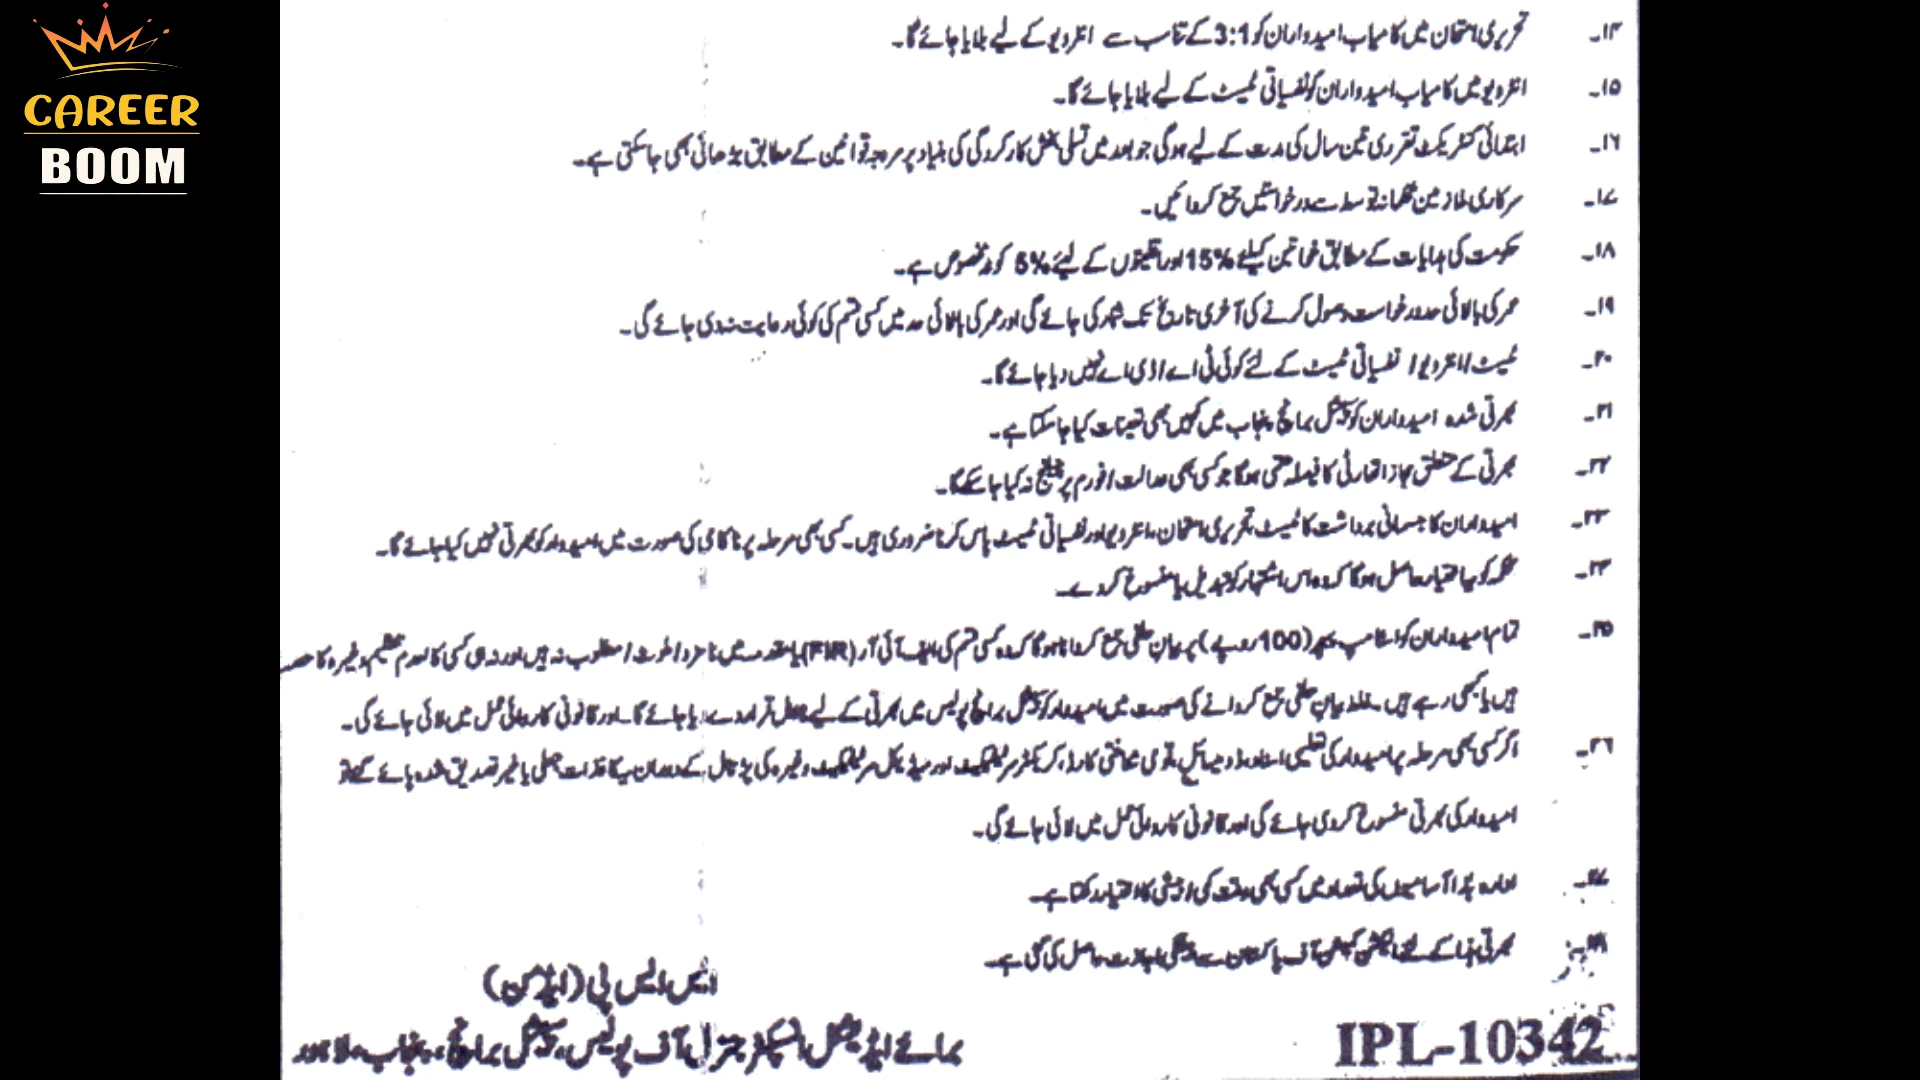 CAREER
BOOM
۱۴۔ تحریری امتحان میں کامیاب امیدواران کو 3:1 کے تناسب سے انٹرویو کے لیے بلایا جائے گا۔
۱۵۔ انٹرویو میں کامیاب امیدواران کو نفسیاتی ٹیسٹ کے لیے بلایا جائے گا۔
۱۶۔ ابتدائی کنٹریکٹ تقرری تین سال کی مدت کے لیے ہوگی جو بعد میں تسلی بخش کارکردگی کی بنیاد پر مروجہ قوانین کے مطابق بڑھائی بھی جاسکتی ہے۔
۱۷۔ سرکاری ملازمین محکمانہ توسط سے درخواستیں جمع کروائیں۔
۱۸۔ حکومت کی ہدایات کے مطابق خواتین کیلئے 15% اور اقلیتوں کے لیئے 5% کوٹہ مخصوص ہے۔
۱۹۔ عمر کی بالائی حد درخواست وصول کرنے کی آخری تاریخ تک شمار کی جائے گی اور عمر کی بالائی حد میں کسی قسم کی کوئی رعایت نہ دی جائے گی۔
۲۰۔ ٹیسٹ/انٹرویو/ نفسیاتی ٹیسٹ کے لئے کوئی ٹی اے/ڈی اے نہیں دیا جائے گا۔
۲۱۔ بھرتی شدہ امیدواران کو سپیشل برانچ پنجاب میں کہیں بھی تعینات کیا جاسکتا ہے۔
۲۲۔ بھرتی کے متعلق مجاز اتھارٹی کا فیصلہ حتمی ہوگا جو کسی بھی عدالت/فورم پر چیلنج نہ کیا جاسکے گا۔
۲۳۔ امیدواران کا جسمانی برداشت کا ٹیسٹ، تحریری امتحان، انٹرویو اور نفسیاتی ٹیسٹ پاس کرنا ضروری ہیں۔ کسی بھی مرحلہ پر ناکامی کی صورت میں امیدوار کو بھرتی نہیں کیا جائے گا۔
۲۴۔ محکمہ کو یہ اختیار حاصل ہوگا کہ وہ اس اشتہار کو تبدیل یا منسوخ کردے۔
۲۵۔ تمام امیدواران کو اسٹامپ پیپر (100 روپے) پر بیانِ حلفی جمع کروانا ہوگا کہ وہ کسی قسم کی ایف آئی آر (FIR) یا مقدمہ میں نامزد/ملوث/مطلوب نہ ہیں اور نہ ہی کسی کالعدم تنظیم وغیرہ کا حصہ
ہیں یا کبھی رہے ہیں۔ غلط بیانِ حلفی جمع کروانے کی صورت میں امیدوار کو سپیشل برانچ پولیس میں بھرتی کے لیے نااہل قرار دے دیا جائے گا۔ اور قانونی کاروائی عمل میں لائی جائے گی۔
۲۶۔ اگر کسی بھی مرحلہ پر امیدوار کی تعلیمی اسناد، ڈومیسائل، قومی شناختی کارڈ، کریکٹر سرٹیفکیٹ اور میڈیکل سرٹیفکیٹ وغیرہ کی پڑتال کے دوران یہ کاغذات جعلی یا غیر تصدیق شدہ پائے گئے تو
امیدوار کی بھرتی منسوخ کردی جائے گی اور قانونی کاروائی عمل میں لائی جائے گی۔
۲۷۔ ادارہ ہذا آسامیوں کی تعداد میں کسی بھی وقت کمی/بیشی کا اختیار رکھتا ہے۔
۲۸۔ بھرتی ہذا کے لئے الیکشن کمیشن آف پاکستان سے پیشگی اجازت حاصل کی گئی ہے۔
ایس ایس پی (ایڈمن)
برائے ایڈیشنل انسپکٹر جنرل آف پولیس، سپیشل برانچ، پنجاب، لاہور
IPL-10342